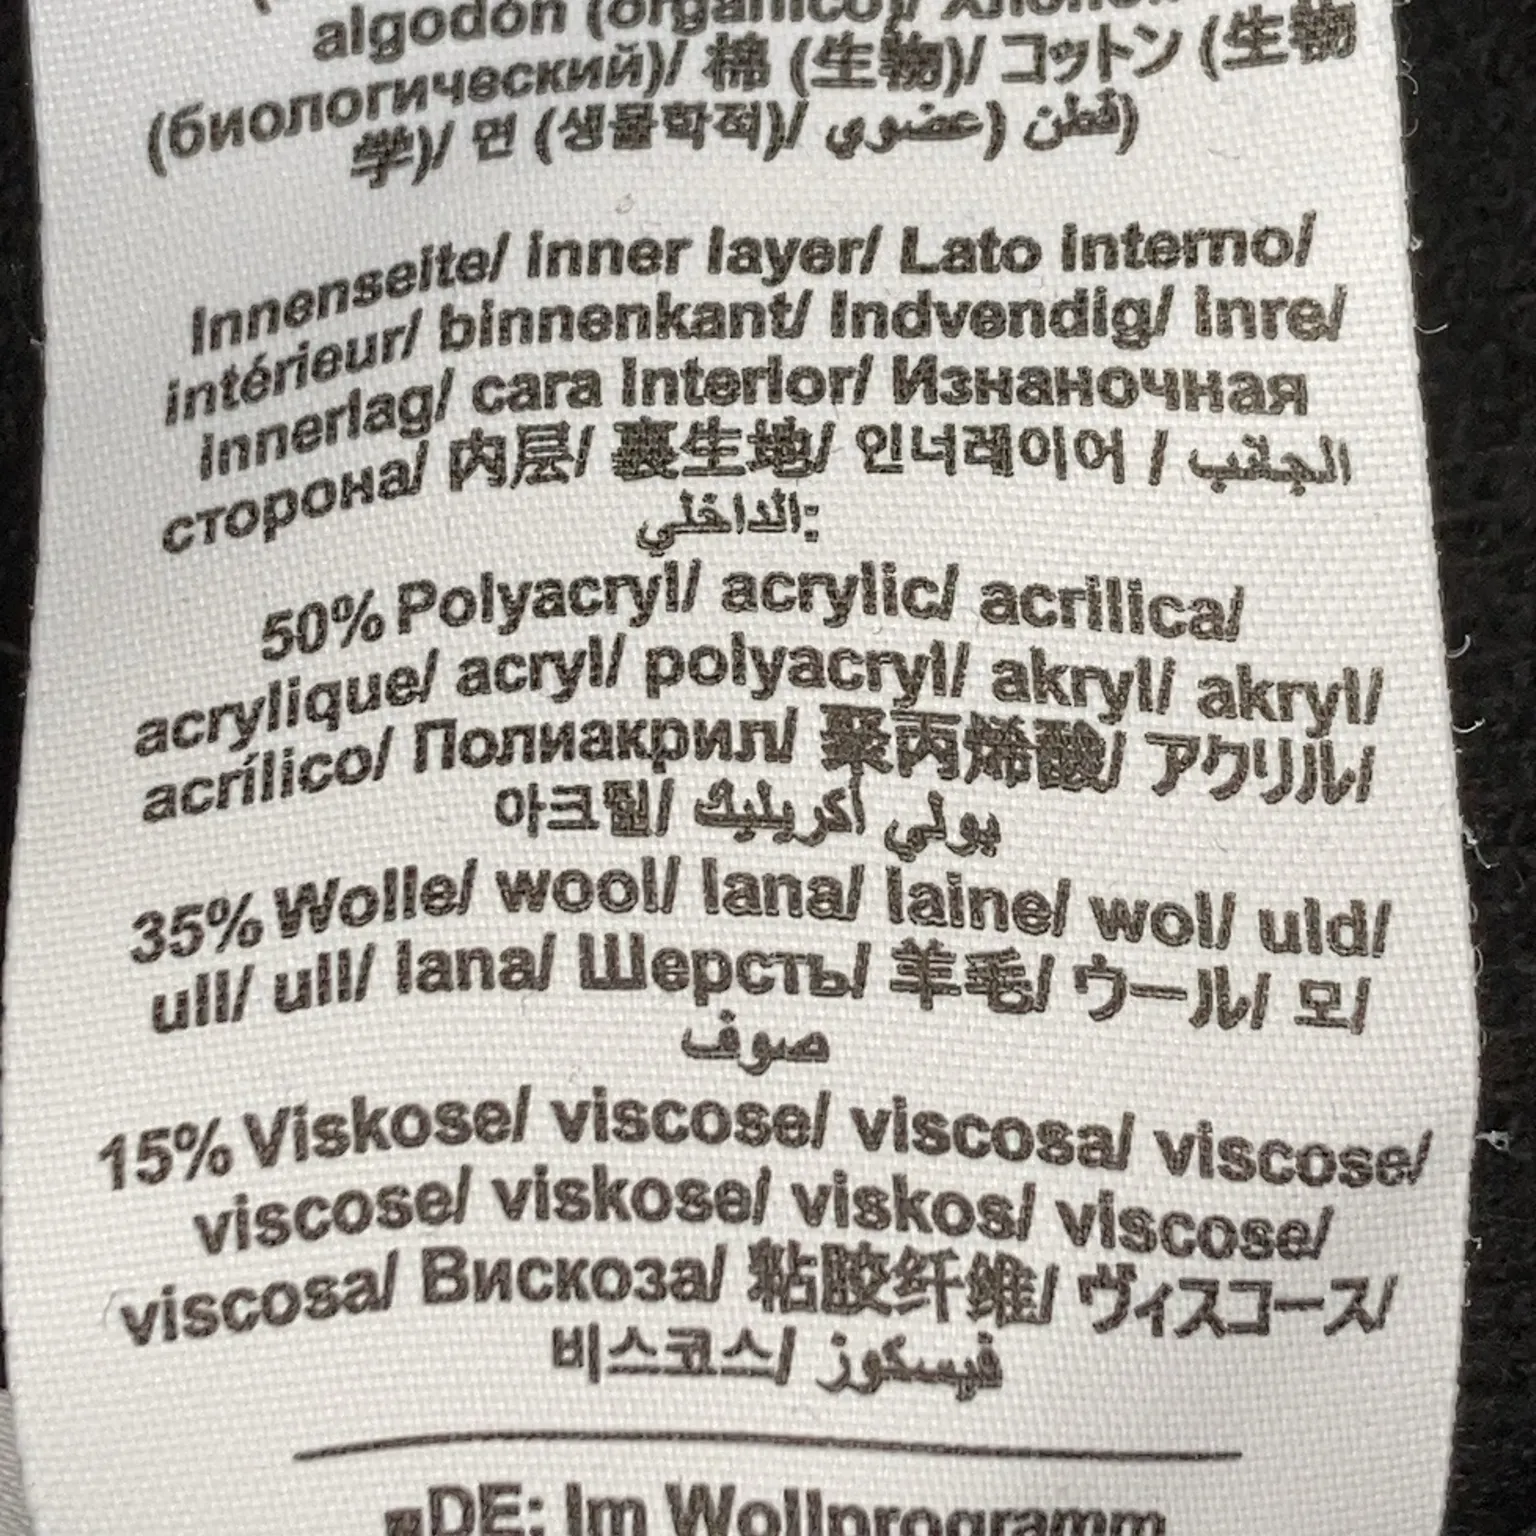 algodón (orgánico)/
(биологический)/ 棉 (生物)/ コットン (生物
学)/ 면 (생물학적)/ قطن (عضوي)
Innenseite/ inner layer/ Lato interno/
intérieur/ binnenkant/ Indvendig/ inre/
innerlag/ cara interior/ Изнаночная
сторона/ 内层/ 裏生地/ 인너레이어 / الجانب
الداخلي:
50% Polyacryl/ acrylic/ acrilica/
acrylique/ acryl/ polyacryl/ akryl/ akryl/
acrílico/ Полиакрил/ 聚丙烯酸/ アクリル/
아크릴/ بولي أكريليك
35% Wolle/ wool/ lana/ laine/ wol/ uld/
ull/ ull/ lana/ Шерсть/ 羊毛/ ウール/ 모/
صوف
15% Viskose/ viscose/ viscosa/ viscose/
viscose/ viskose/ viskos/ viscose/
viscosa/ Вискоза/ 粘胶纤维/ ヴィスコース/
비스코스/ فيسكوز
DE: Im Wollprogramm